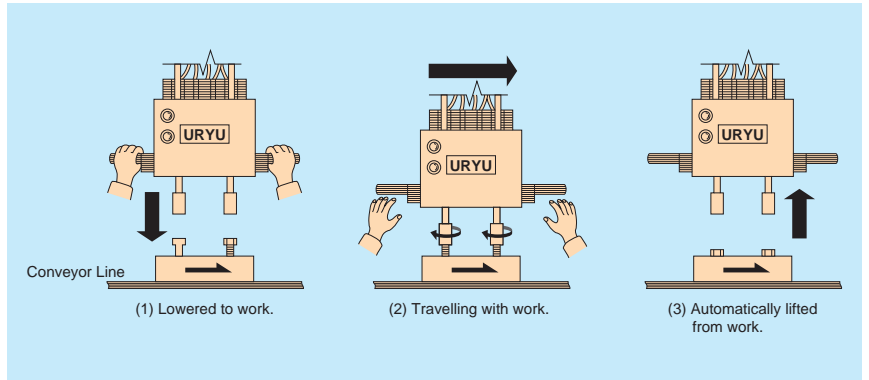 URYU
URYU
URYU
Conveyor Line
(1) Lowered to work.
(2) Travelling with work.
(3) Automatically lifted
from work.